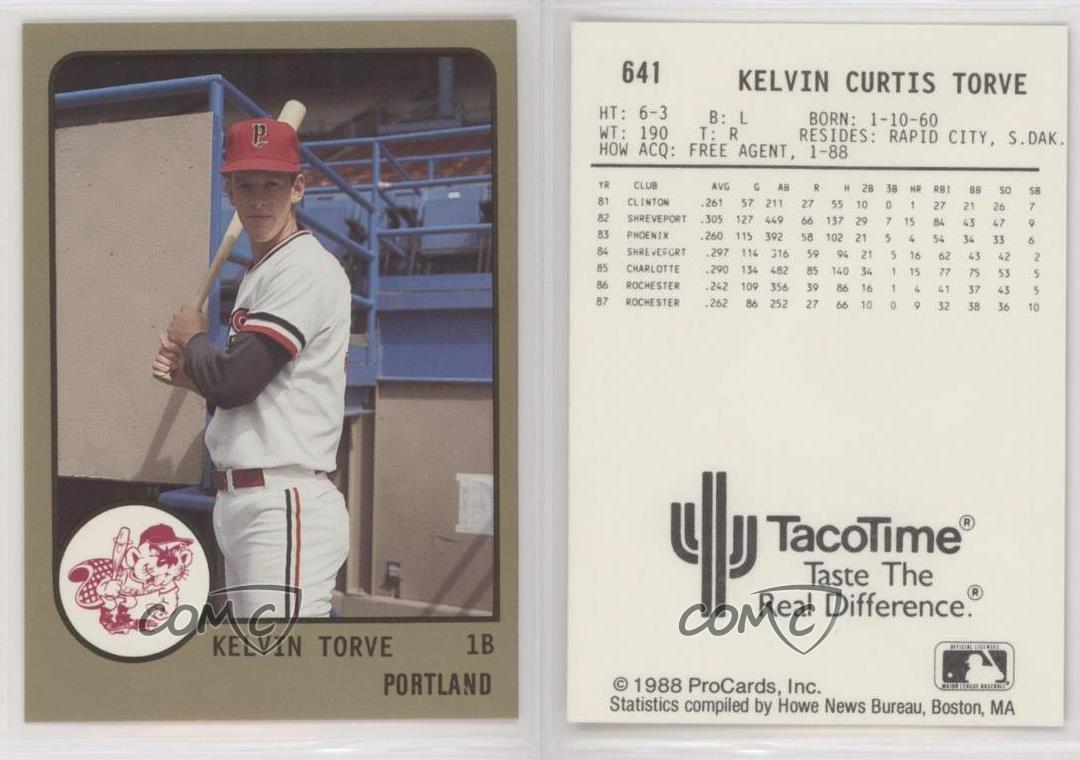 P
KELVIN TORVE 1B
PORTLAND
COMC
641
KELVIN CURTIS TORVE
HT: 6-3 B: L BORN: 1-10-60
WT: 190 T: R RESIDES: RAPID CITY, S.DAK.
HOW ACQ: FREE AGENT, 1-88
YR CLUB AVG G AB R H 2B 3B HR RBI BB SO SB
81 CLINTON .261 57 211 27 55 10 0 1 27 21 26 7
82 SHREVEPORT .305 127 449 66 137 29 7 15 84 43 47 9
83 PHOENIX .260 115 392 58 102 21 5 4 54 34 33 6
84 SHREVEPORT .297 114 316 59 94 21 5 16 62 43 42 2
85 CHARLOTTE .290 134 482 85 140 34 1 15 77 75 53 5
86 ROCHESTER .242 109 356 39 86 16 1 4 41 37 43 5
87 ROCHESTER .262 86 252 27 66 10 0 9 32 38 36 10
TacoTime®
Taste The
Real Difference.®
COMC
OFFICIAL LICENSEE
MAJOR LEAGUE BASEBALL
© 1988 ProCards, Inc.
Statistics compiled by Howe News Bureau, Boston, MA